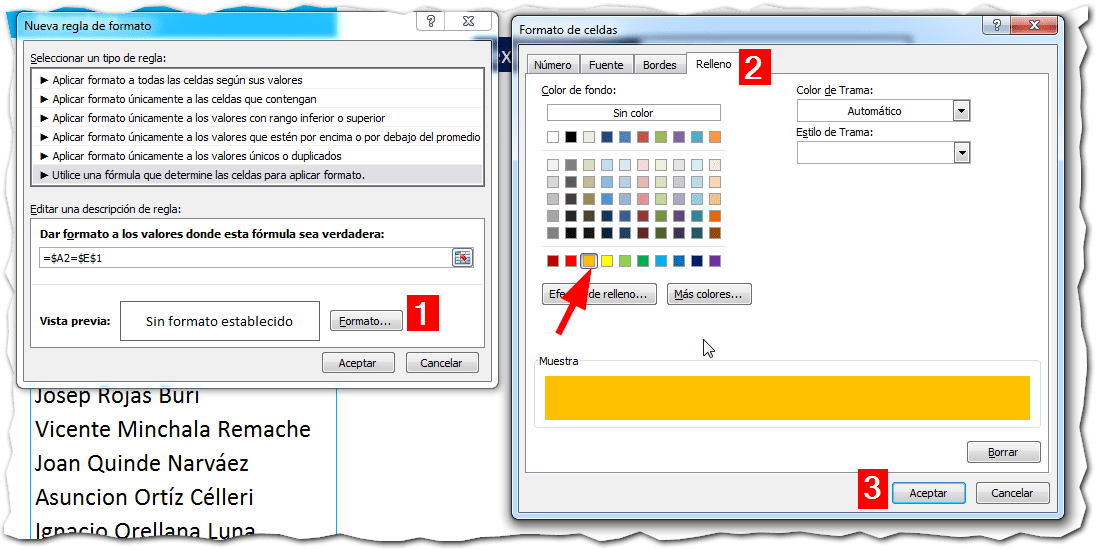 Nueva regla de formato
Seleccionar un tipo de regla:
► Aplicar formato a todas las celdas según sus valores
► Aplicar formato únicamente a las celdas que contengan
► Aplicar formato únicamente a los valores con rango inferior o superior
► Aplicar formato únicamente a los valores que estén por encima o por debajo del promedio
► Aplicar formato únicamente a los valores únicos o duplicados
► Utilice una fórmula que determine las celdas para aplicar formato.
Editar una descripción de regla:
Dar formato a los valores donde esta fórmula sea verdadera:
=$A2=$E$1
Vista previa:
Sin formato establecido
Formato...
1
Aceptar
Cancelar
Josep Rojas Buri
Vicente Minchala Remache
Joan Quinde Narváez
Asuncion Ortíz Célleri
Ignacio Orellana Luna
Formato de celdas
Número
Fuente
Bordes
Relleno
2
Color de fondo:
Sin color
Color de Trama:
Automático
Estilo de Trama:
de relleno...
Más colores...
Muestra
Borrar
3
Aceptar
Cancelar